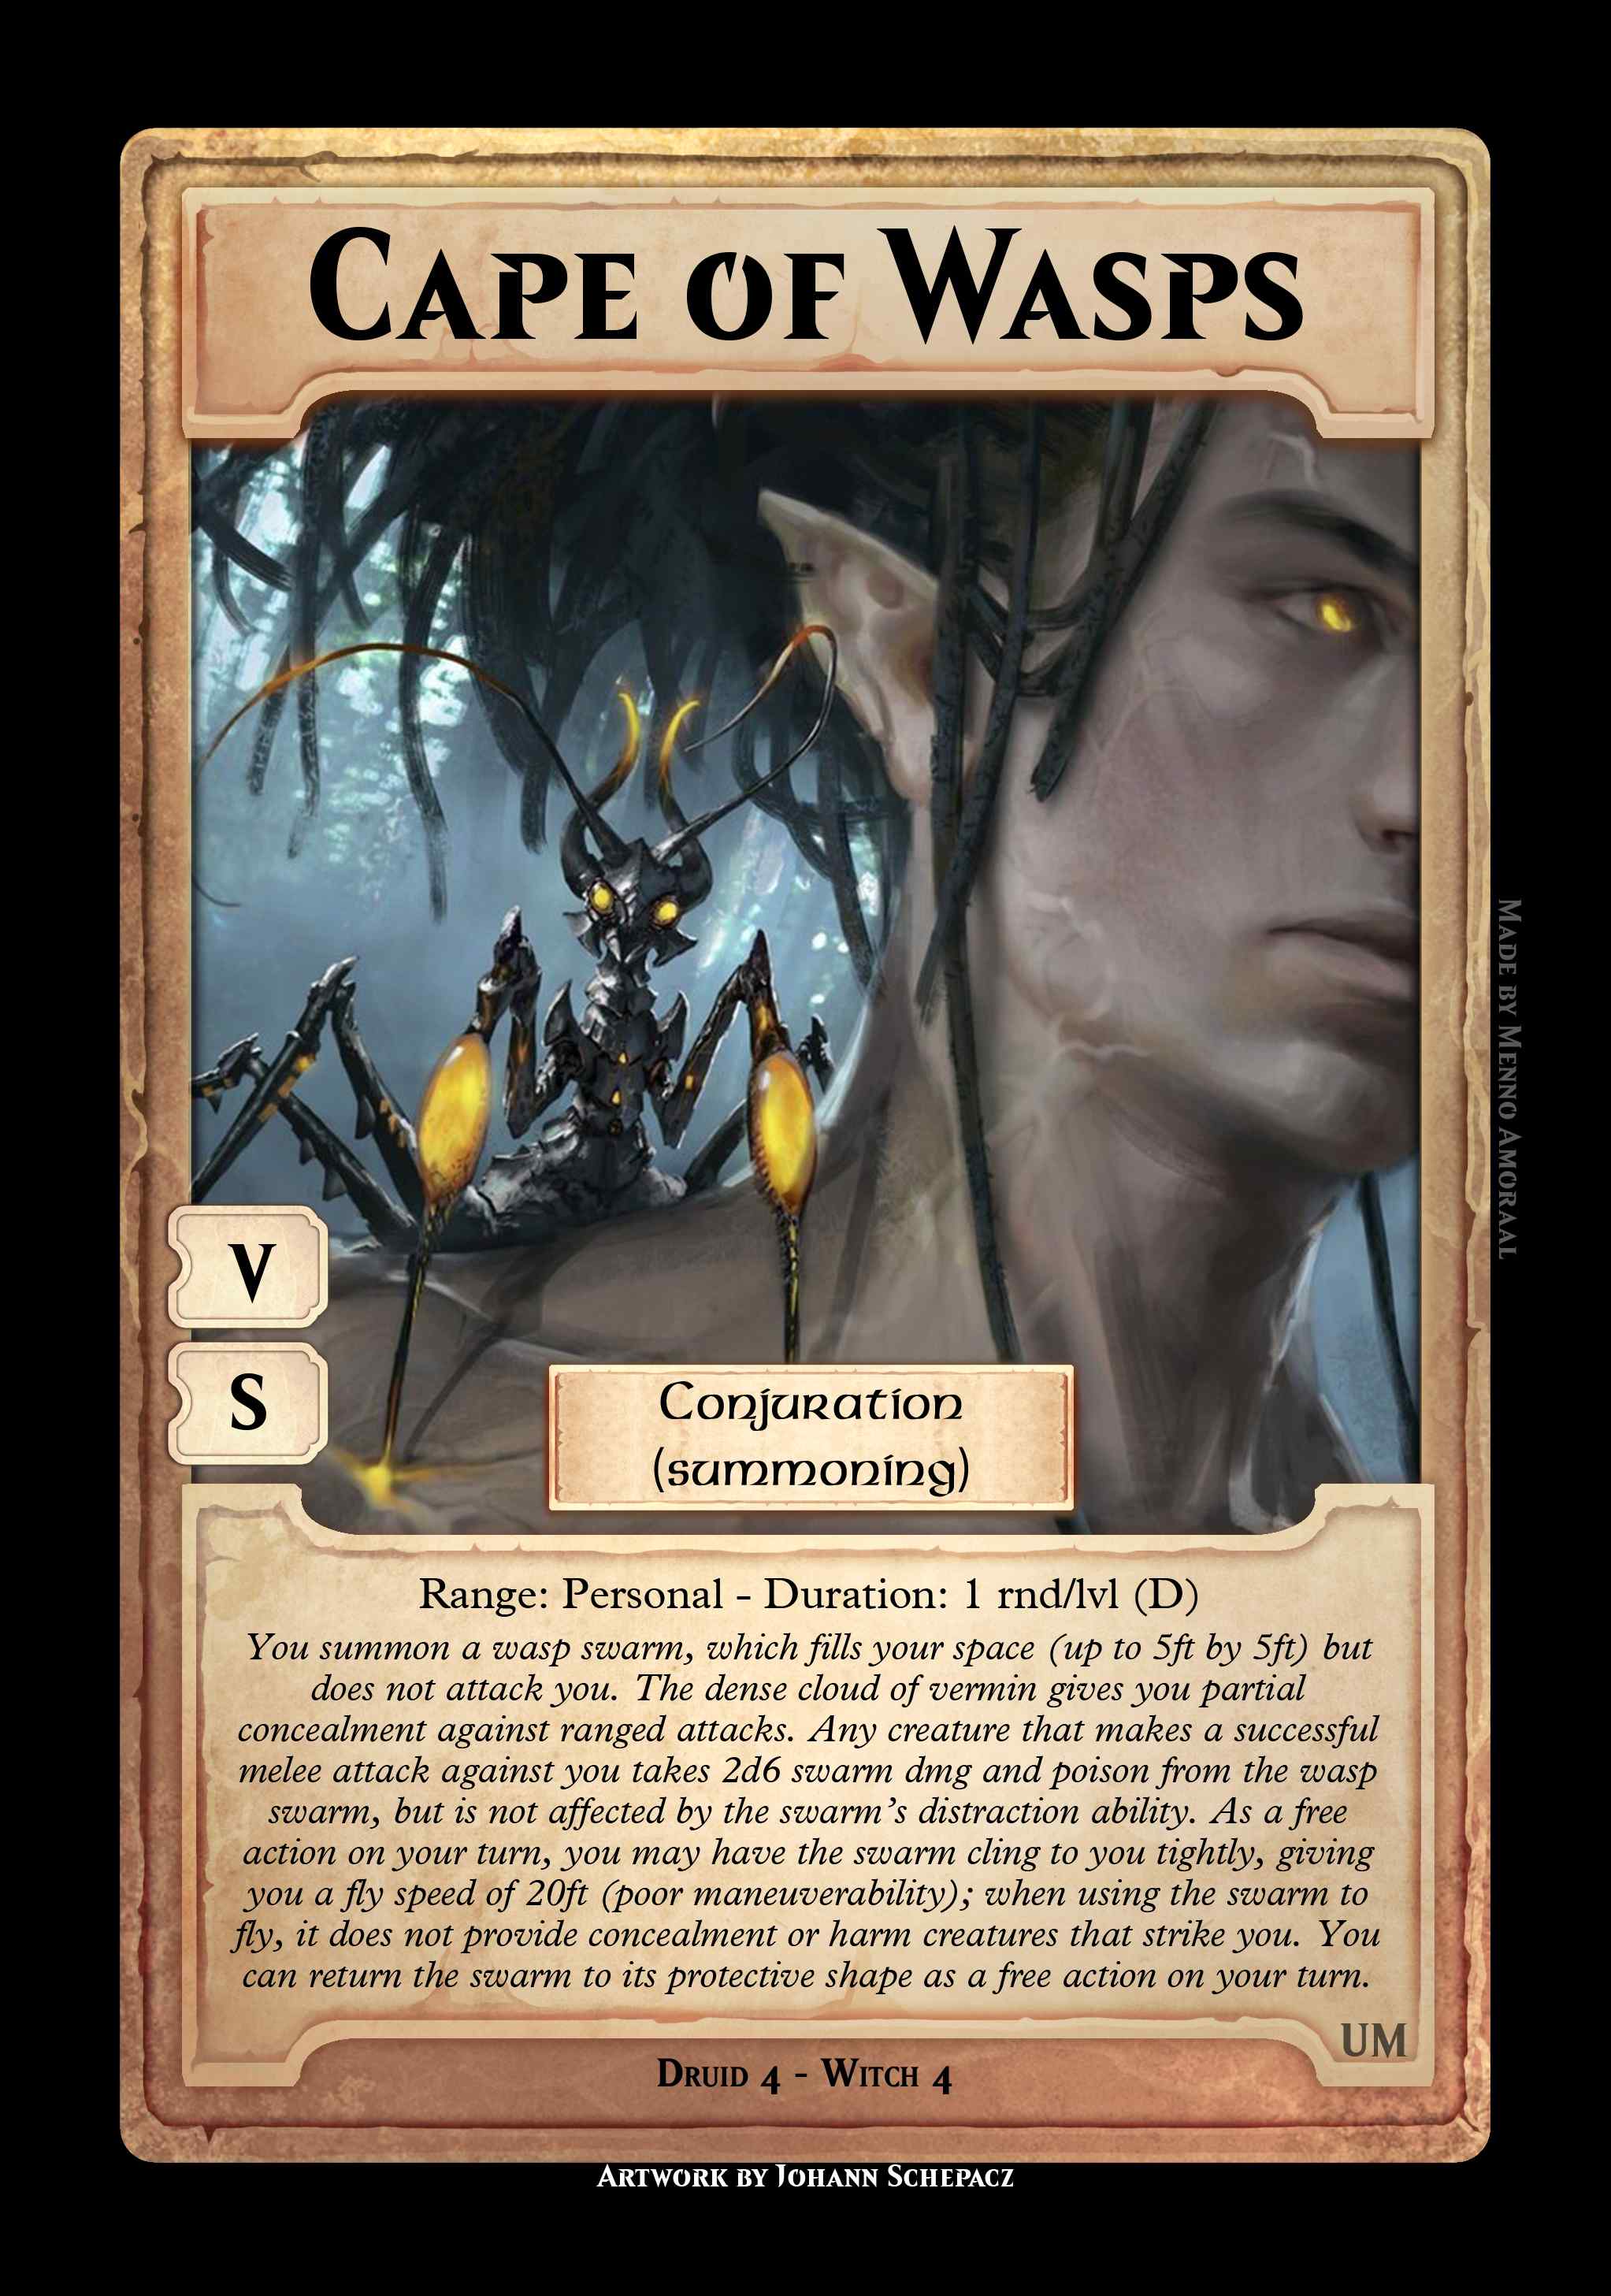 Cape of Wasps
Made by Menno Amoraal
V
S
Conjuration
(summoning)
Range: Personal - Duration: 1 rnd/lvl (D)
You summon a wasp swarm, which fills your space (up to 5ft by 5ft) but
does not attack you. The dense cloud of vermin gives you partial
concealment against ranged attacks. Any creature that makes a successful
melee attack against you takes 2d6 swarm dmg and poison from the wasp
swarm, but is not affected by the swarm's distraction ability. As a free
action on your turn, you may have the swarm cling to you tightly, giving
you a fly speed of 20ft (poor maneuverability); when using the swarm to
fly, it does not provide concealment or harm creatures that strike you. You
can return the swarm to its protective shape as a free action on your turn.
UM
Druid 4 - Witch 4
Artwork by Johann Schepacz